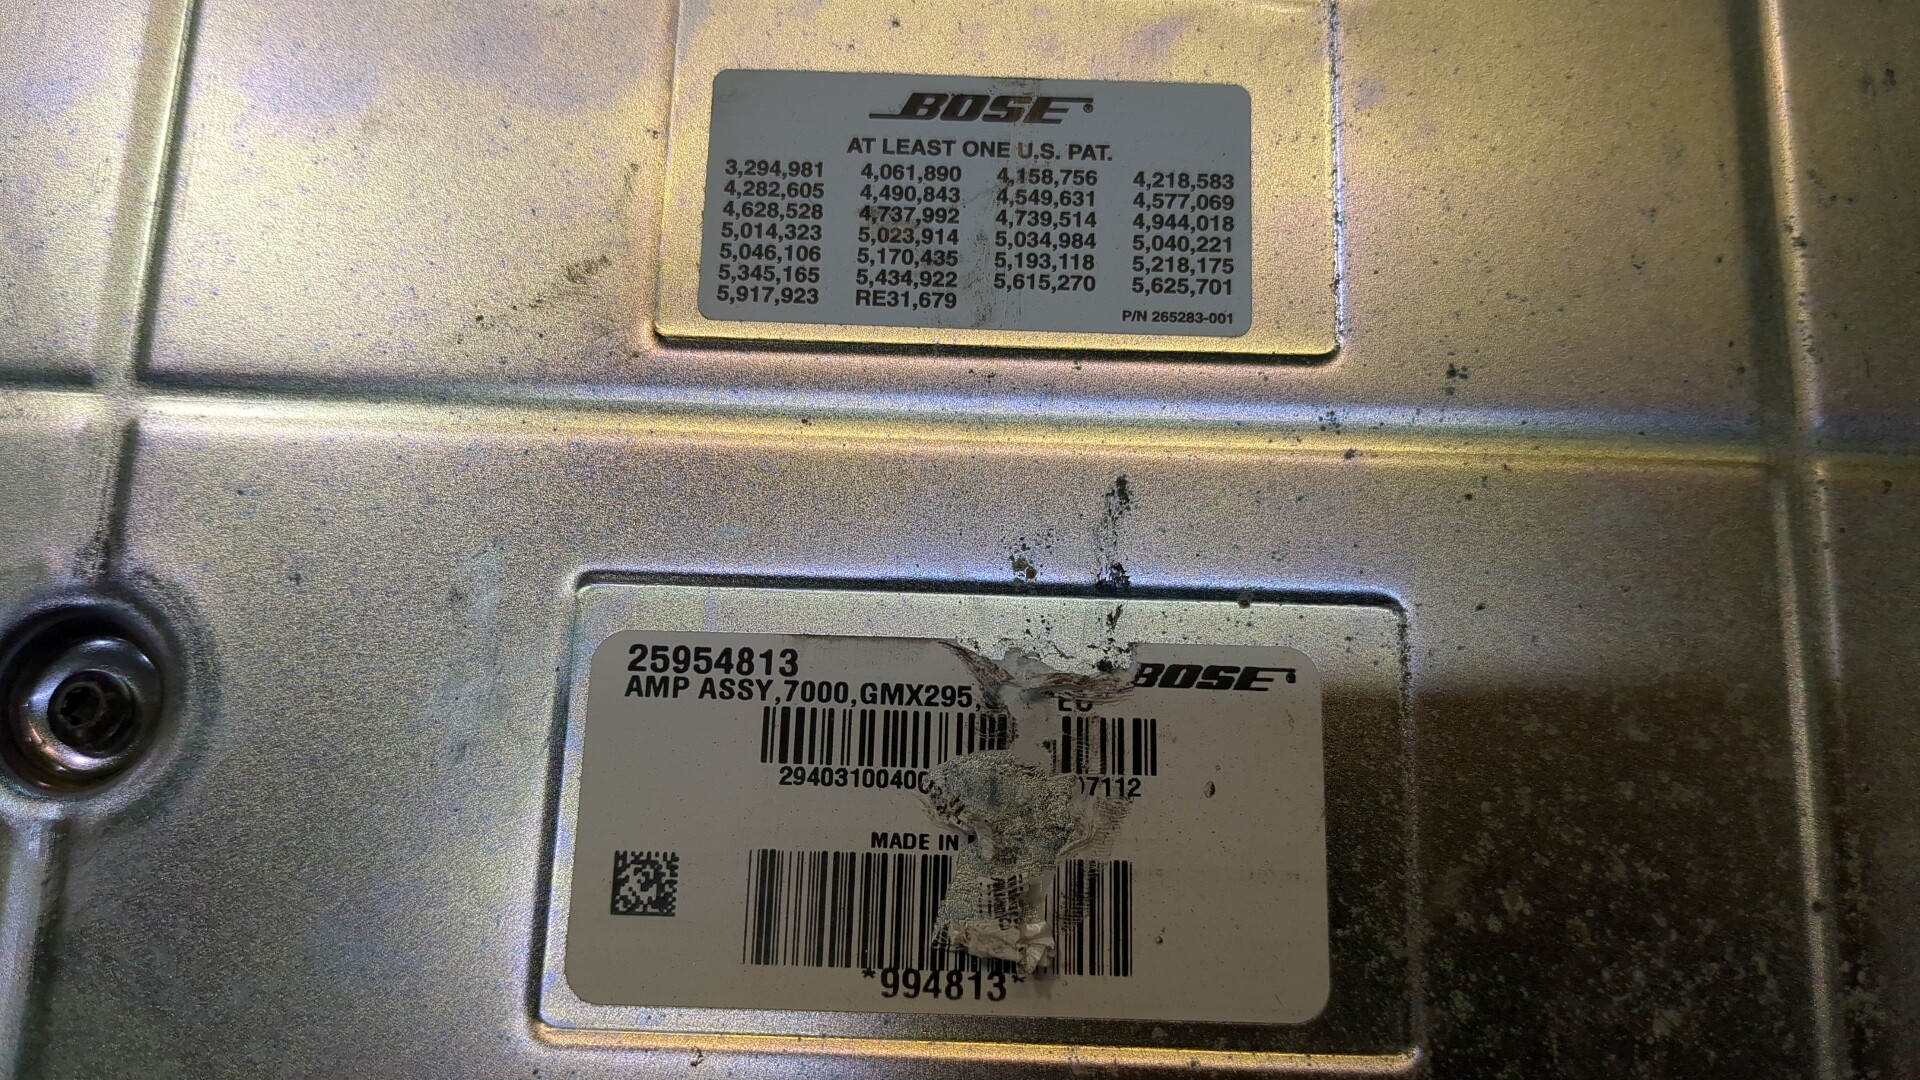 BOSE®
AT LEAST ONE U.S. PAT.
3,294,981 4,061,890 4,158,756 4,218,583
4,282,605 4,490,843 4,549,631 4,577,069
4,628,528 4,737,992 4,739,514 4,944,018
5,014,323 5,023,914 5,034,984 5,040,221
5,046,106 5,170,435 5,193,118 5,218,175
5,345,165 5,434,922 5,615,270 5,625,701
5,917,923 RE31,679
P/N 265283-001
25954813
BOSE
AMP ASSY,7000,GMX295,
29403100400 7112
MADE IN
*994813*